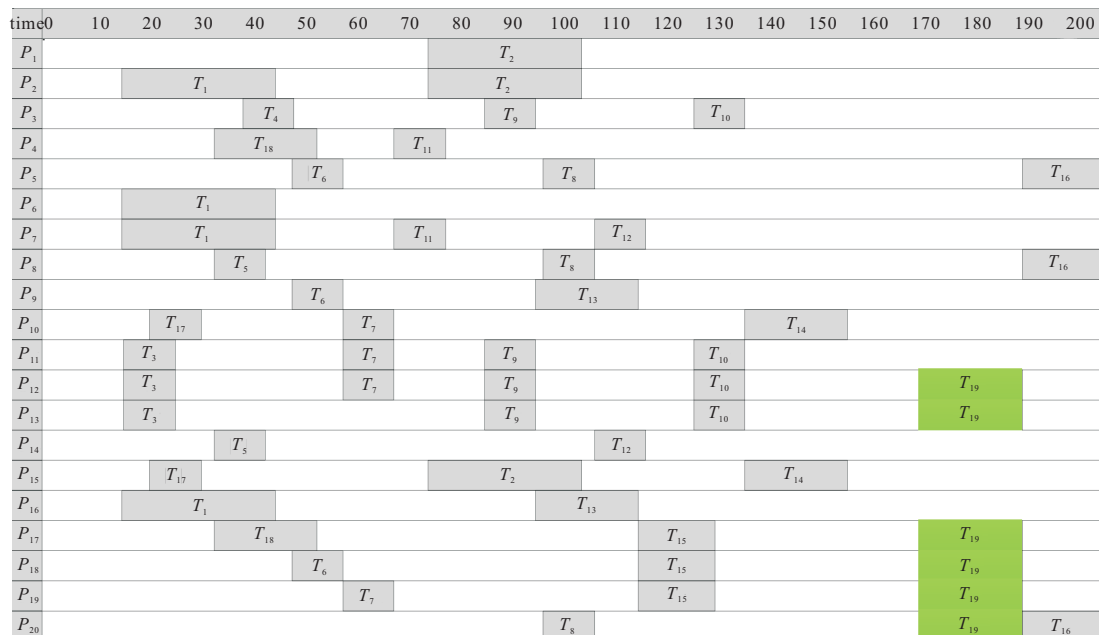 time 0 10 20 30 40 50 60 70 80 90 100 110 120 130 140 150 170 180 190 200
P1 T2
P2 T1 T2
P3 T4 T9 T10
P4 T18 T11
P5 T6 T8 T16
P6 T1
P7 T1 T11 T12
P8 T5 T8 T16
P9 T6 T13
P10 T17 T7 T14
P11 T3 T7 T9 T10
P12 T3 T7 T9 T10 T19
P13 T3 T9 T10 T19
P14 T5 T12
P15 T17 T2 T14
P16 T1 T13
P17 T18 T15 T19
P18 T6 T15 T19
P19 T7 T15 T19
P20 T8 T19 T16